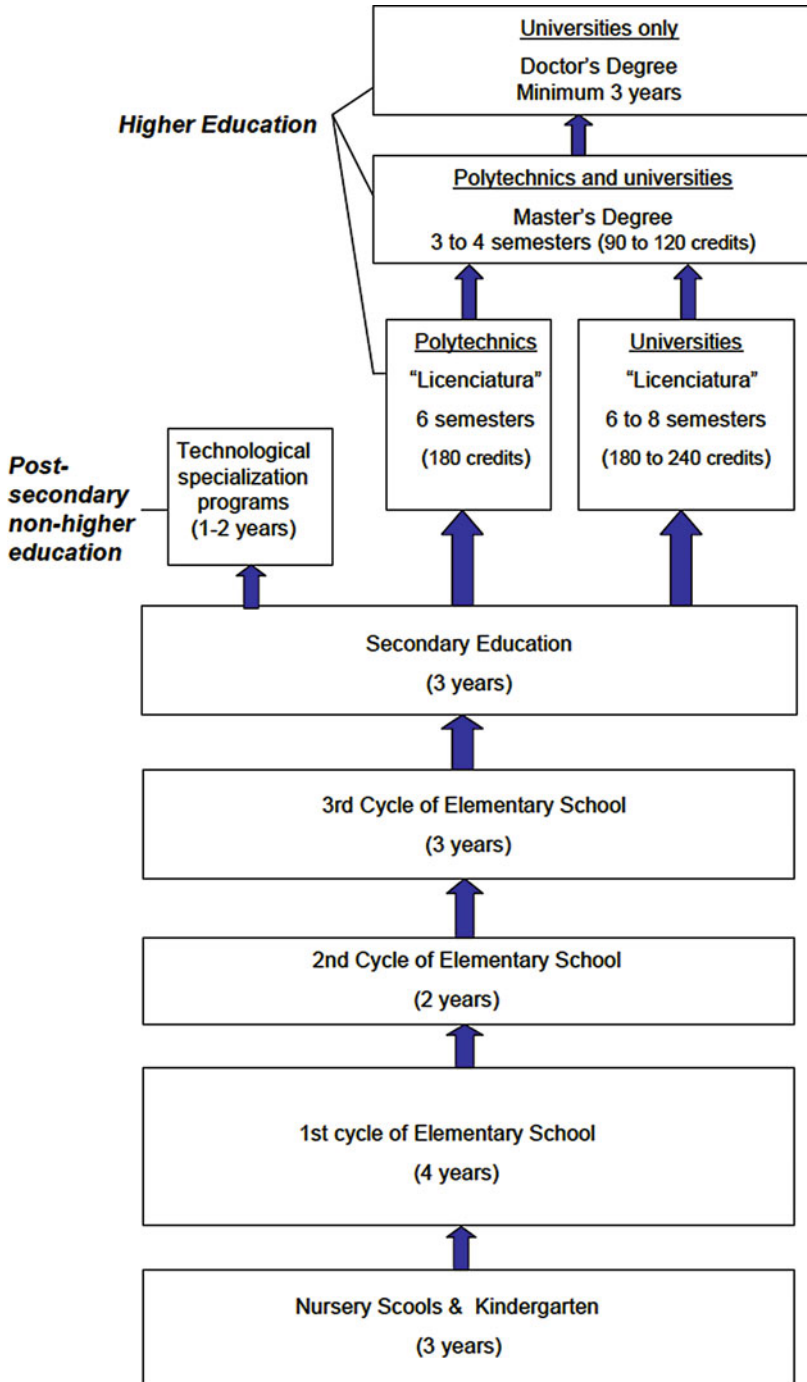 Universities only
Doctor's Degree
Minimum 3 years
Higher Education
Polytechnics and universities
Master's Degree
3 to 4 semesters (90 to 120 credits)
Polytechnics
"Licenciatura"
6 semesters
(180 credits)
Universities
"Licenciatura"
6 to 8 semesters
(180 to 240 credits)
Post-
secondary
non-higher
education
Technological
specialization
programs
(1-2 years)
Secondary Education
(3 years)
3rd Cycle of Elementary School
(3 years)
2nd Cycle of Elementary School
(2 years)
1st cycle of Elementary School
(4 years)
Nursery Scools & Kindergarten
(3 years)